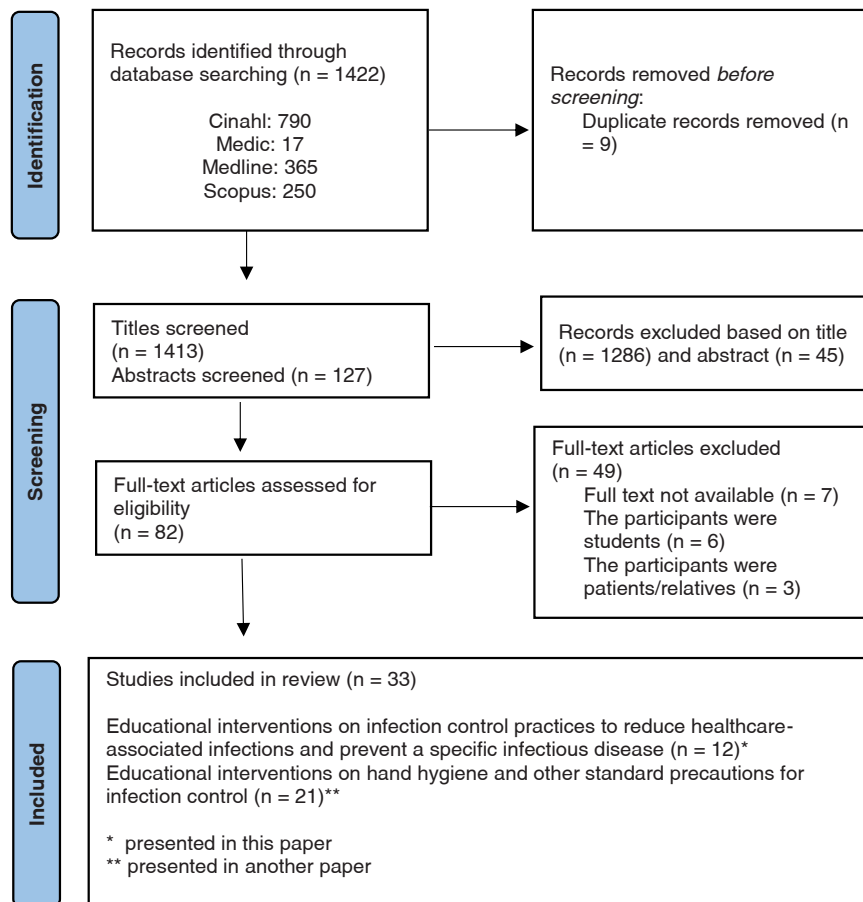 Identification
Records identified through
database searching (n = 1422)
Cinahl: 790
Medic: 17
Medline: 365
Scopus: 250
Records removed before
screening:
Duplicate records removed (n
= 9)
Screening
Titles screened
(n = 1413)
Abstracts screened (n = 127)
Records excluded based on title
(n = 1286) and abstract (n = 45)
Full-text articles assessed for
eligibility
(n = 82)
Full-text articles excluded
(n = 49)
Full text not available (n = 7)
The participants were
students (n = 6)
The participants were
patients/relatives (n = 3)
Included
Studies included in review (n = 33)
Educational interventions on infection control practices to reduce healthcare-
associated infections and prevent a specific infectious disease (n = 12)*
Educational interventions on hand hygiene and other standard precautions for
infection control (n = 21)**
* presented in this paper
** presented in another paper